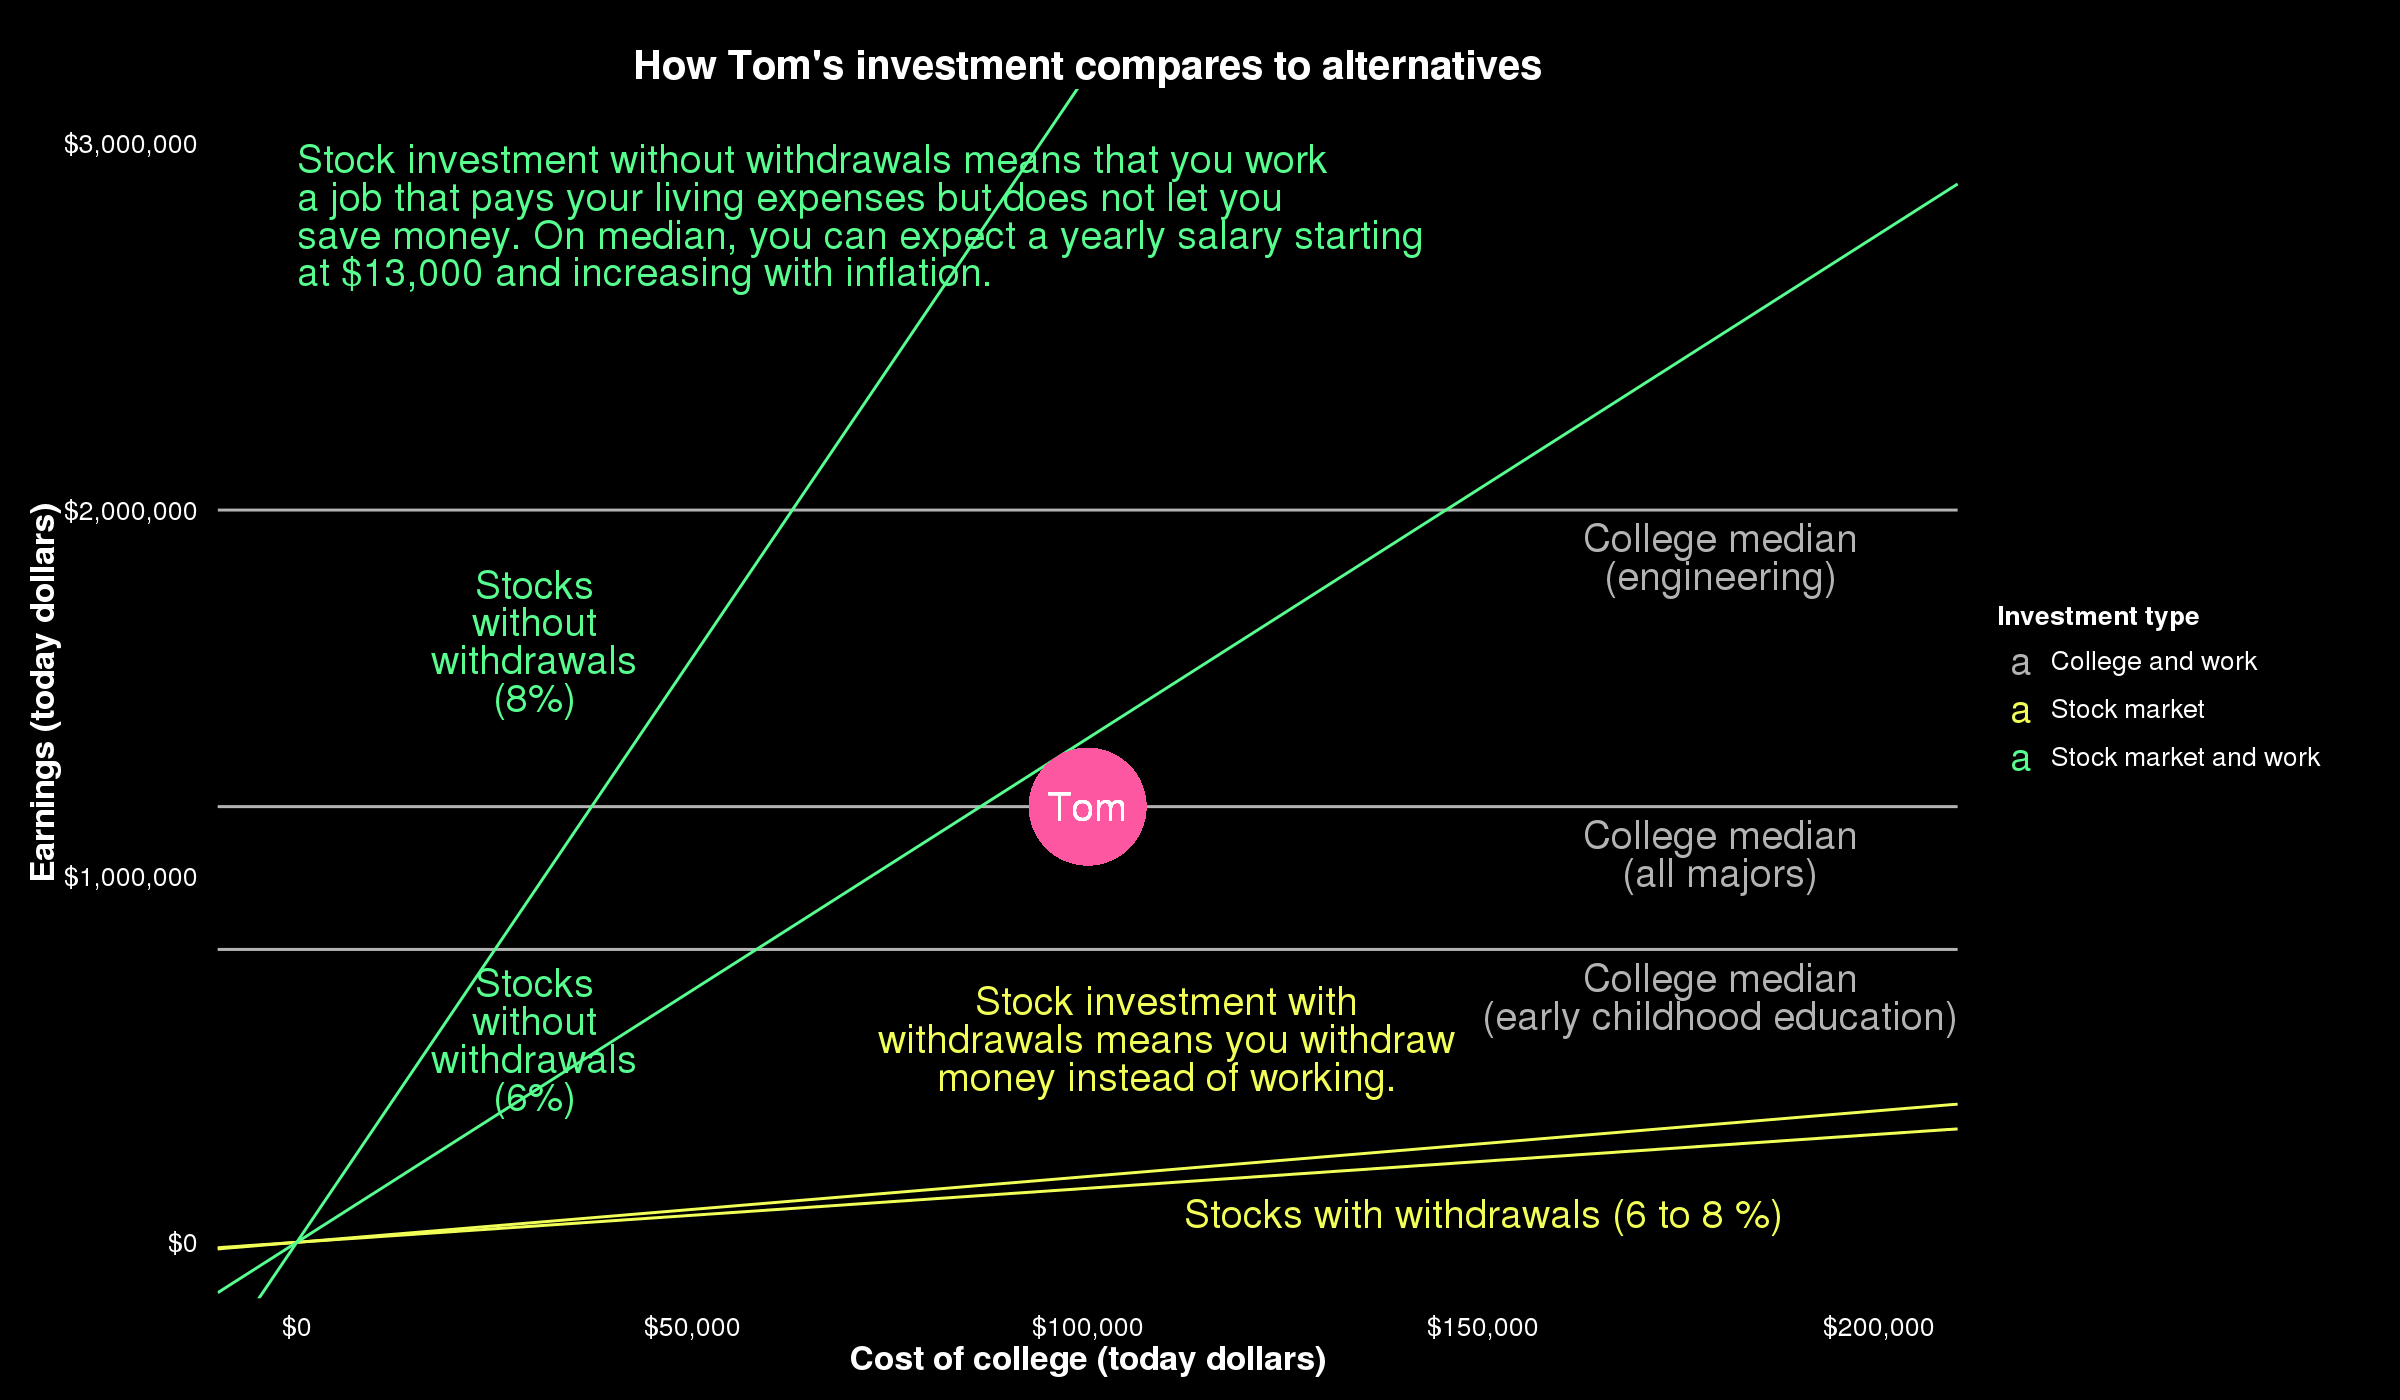 How Tom's investment compares to alternatives
$3,000,000
Stock investment without withdrawals means that you work
a job that pays your living expenses but does not let you
save money. On median, you can expect a yearly salary starting
at $13,000 and increasing with inflation.
$2,000,000
College median
(engineering)
Stocks
without
withdrawals
(8%)
Earnings (today dollars)
Investment type
a College and work
a Stock market
a Stock market and work
Tom
College median
(all majors)
$1,000,000
College median
(early childhood education)
Stocks
without
withdrawals
(6%)
Stock investment with
withdrawals means you withdraw
money instead of working.
Stocks with withdrawals (6 to 8 %)
$0
$0 $50,000 $100,000 $150,000 $200,000
Cost of college (today dollars)